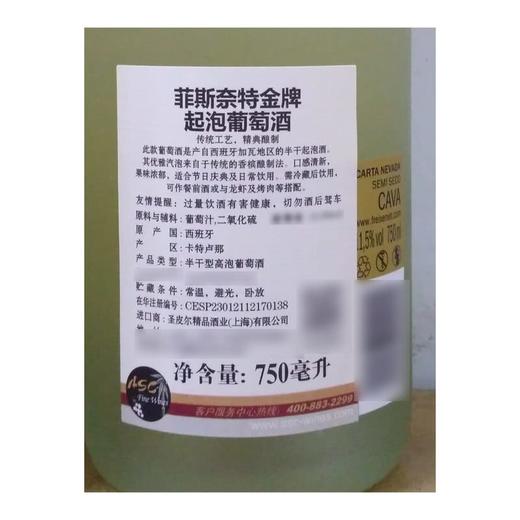 菲斯奈特金牌
起泡葡萄酒
传统工艺，精典酿制
此款葡萄酒是产自西班牙加瓦地区的半干起泡酒。
其优雅汽泡来自于传统的香槟酿制法。口感清新，
果味浓郁，适合节日庆典及日常饮用。需冷藏后饮用，
可作餐前酒或与龙虾及烤肉等搭配。
友情提醒：过量饮酒有害健康，切勿酒后驾车
原料与辅料：葡萄汁,二氧化硫
原产国：西班牙
产区：卡特卢那
产品类型：半干型高泡葡萄酒
贮藏条件：常温，避光，卧放
在华注册编号：CESP23012112170138
进口商：圣皮尔精品酒业(上海)有限公司
净含量：750毫升
ASC
Fine Wines
客户服务中心热线：400-883-2299
www.asc-wines.com
CARTA NEVADA
SEMI SECO
CAVA
www.freixenet.com
11.5%vol 750ml